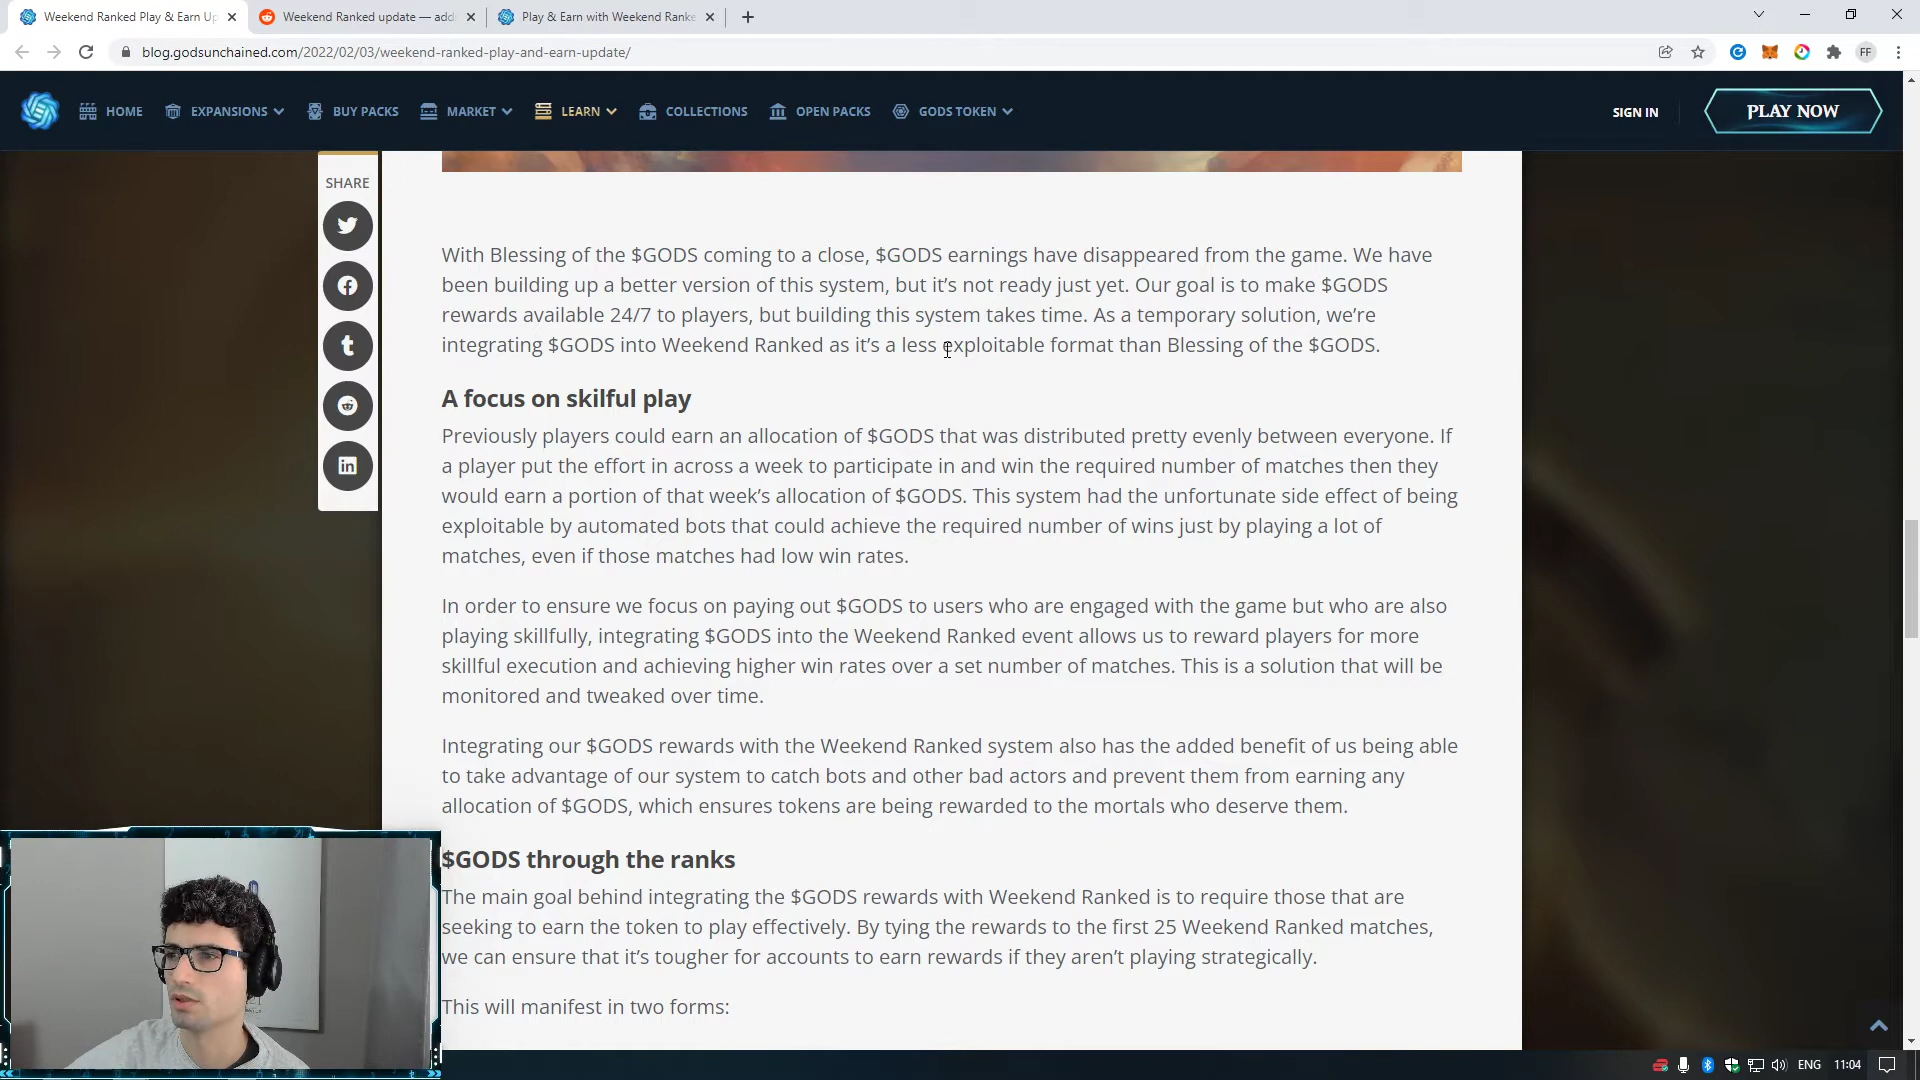 Weekend Ranked Play & Earn Up
Weekend Ranked update — add
Play & Earn with Weekend Ranke
blog.godsunchained.com/2022/02/03/weekend-ranked-play-and-earn-update/
FF
HOME
EXPANSIONS
BUY PACKS
MARKET
LEARN
COLLECTIONS
OPEN PACKS
GODS TOKEN
SIGN IN
PLAY NOW
SHARE
With Blessing of the $GODS coming to a close, $GODS earnings have disappeared from the game. We have
been building up a better version of this system, but it’s not ready just yet. Our goal is to make $GODS
rewards available 24/7 to players, but building this system takes time. As a temporary solution, we’re
integrating $GODS into Weekend Ranked as it’s a less exploitable format than Blessing of the $GODS.
A focus on skilful play
Previously players could earn an allocation of $GODS that was distributed pretty evenly between everyone. If
a player put the effort in across a week to participate in and win the required number of matches then they
would earn a portion of that week’s allocation of $GODS. This system had the unfortunate side effect of being
exploitable by automated bots that could achieve the required number of wins just by playing a lot of
matches, even if those matches had low win rates.
In order to ensure we focus on paying out $GODS to users who are engaged with the game but who are also
playing skillfully, integrating $GODS into the Weekend Ranked event allows us to reward players for more
skillful execution and achieving higher win rates over a set number of matches. This is a solution that will be
monitored and tweaked over time.
Integrating our $GODS rewards with the Weekend Ranked system also has the added benefit of us being able
to take advantage of our system to catch bots and other bad actors and prevent them from earning any
allocation of $GODS, which ensures tokens are being rewarded to the mortals who deserve them.
$GODS through the ranks
The main goal behind integrating the $GODS rewards with Weekend Ranked is to require those that are
seeking to earn the token to play effectively. By tying the rewards to the first 25 Weekend Ranked matches,
we can ensure that it’s tougher for accounts to earn rewards if they aren’t playing strategically.
This will manifest in two forms:
ENG
11:04